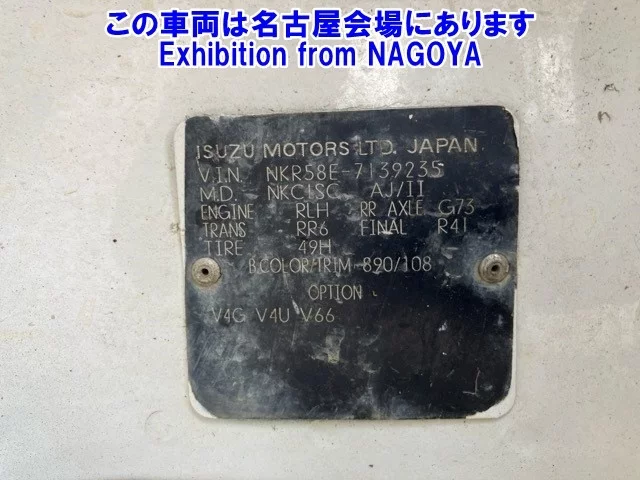 この車両は名古屋会場にあります
Exhibition from NAGOYA
ISUZU MOTORS LTD. JAPAN
V.I.N. NKR58E-7139235
M.D. NKC1SC AJ/II
ENGINE RLH RR AXLE G73
TRANS RR6 FINAL R41
TIRE 49H
B.COLOR/TRIM 890/108
OPTION
V4G V4U V66